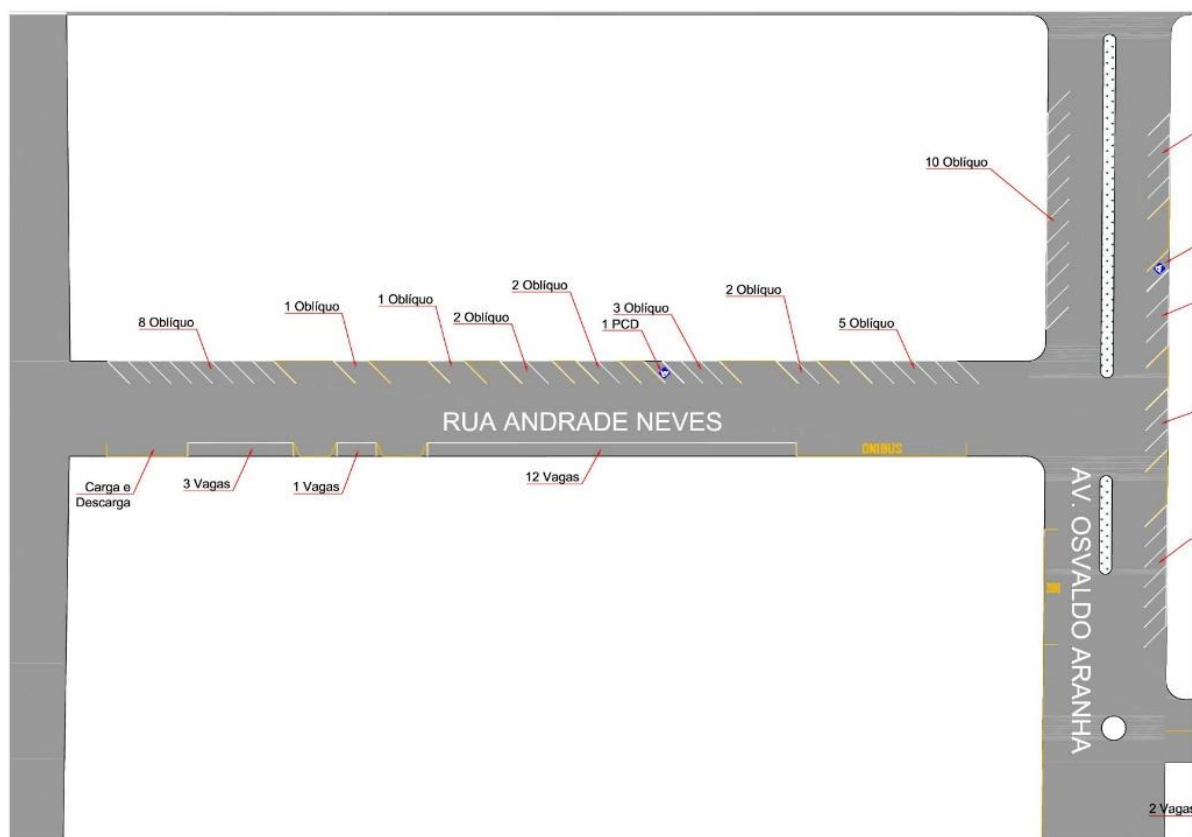 10 Oblíquo
2 Oblíquo
2 Oblíquo
1 Oblíquo
1 Oblíquo
3 Oblíquo
8 Oblíquo
2 Oblíquo
1 PCD
5 Oblíquo
RUA ANDRADE NEVES
ÔNIBUS
Carga e
Descarga
3 Vagas
1 Vagas
12 Vagas
AV. OSVALDO ARANHA
2 Vagas